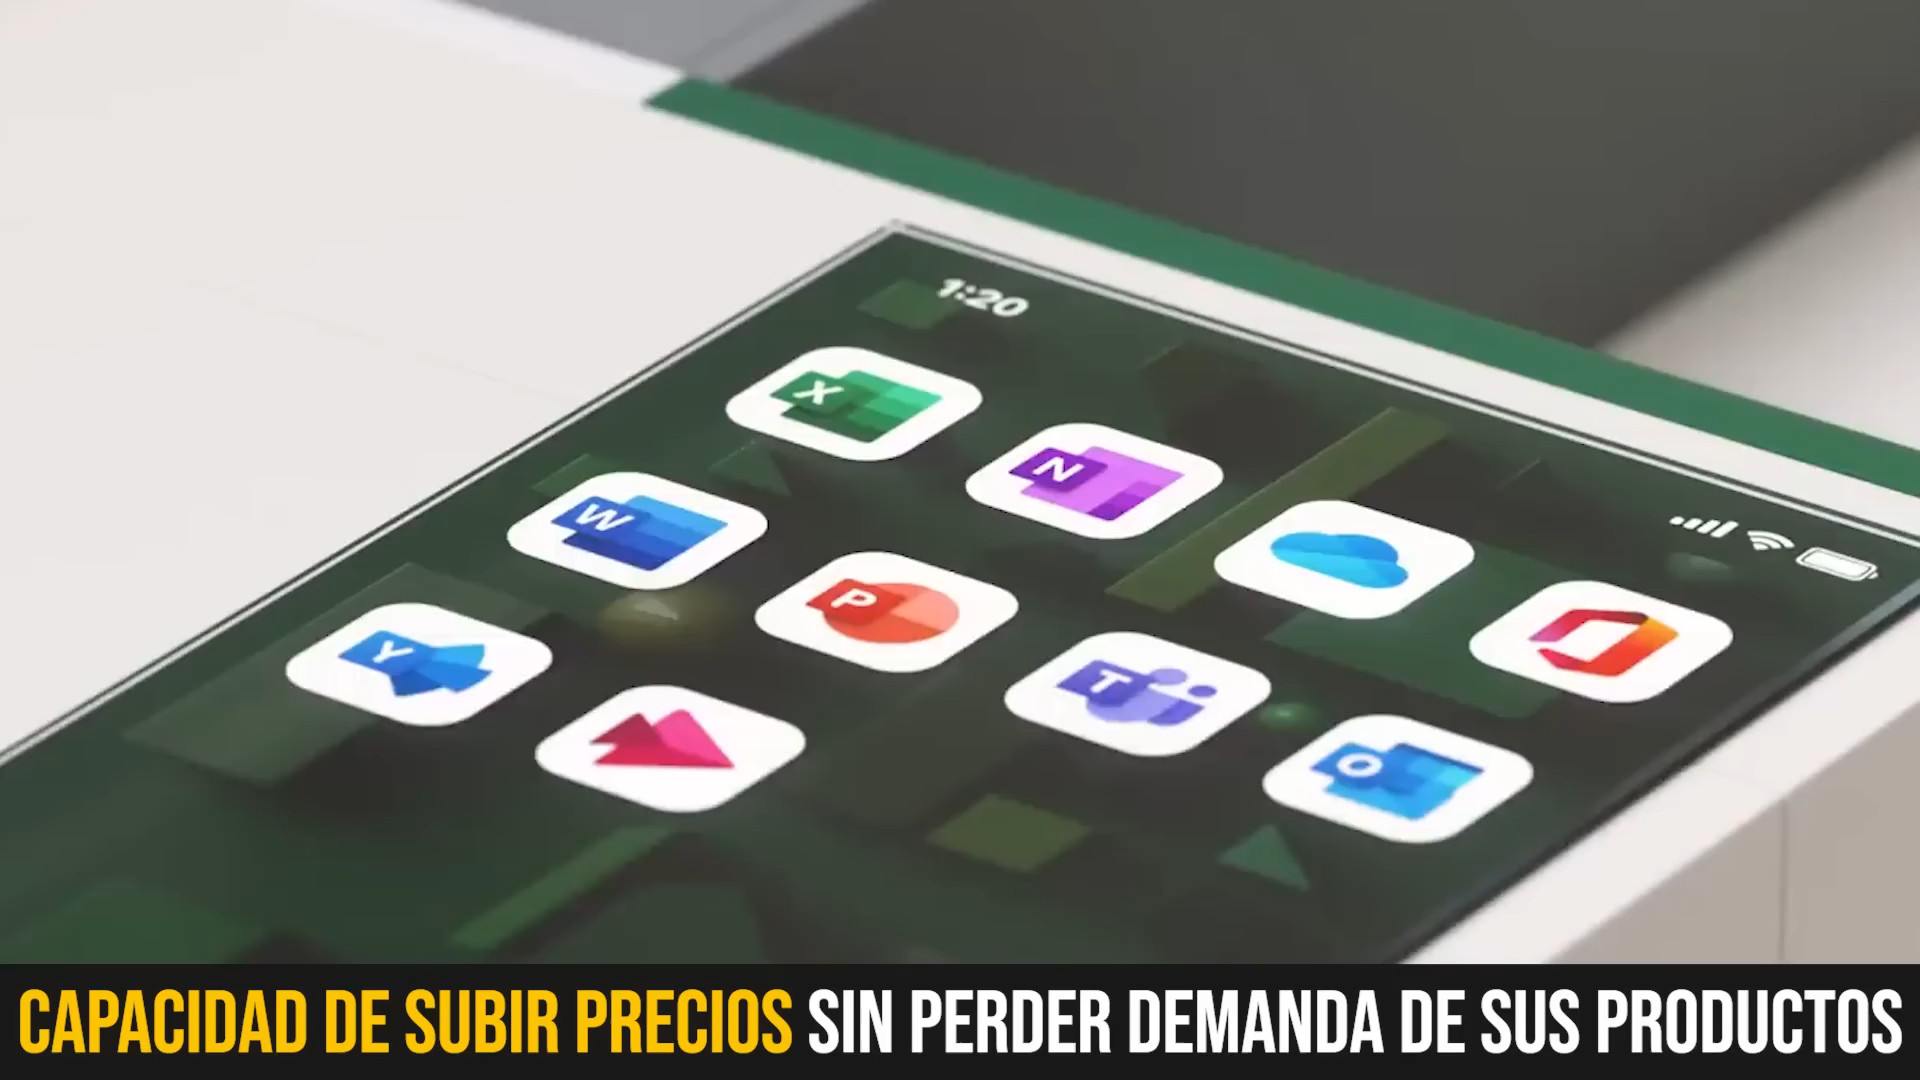 1:20
X
N
W
P
Y
T
O
CAPACIDAD DE SUBIR PRECIOS SIN PERDER DEMANDA DE SUS PRODUCTOS